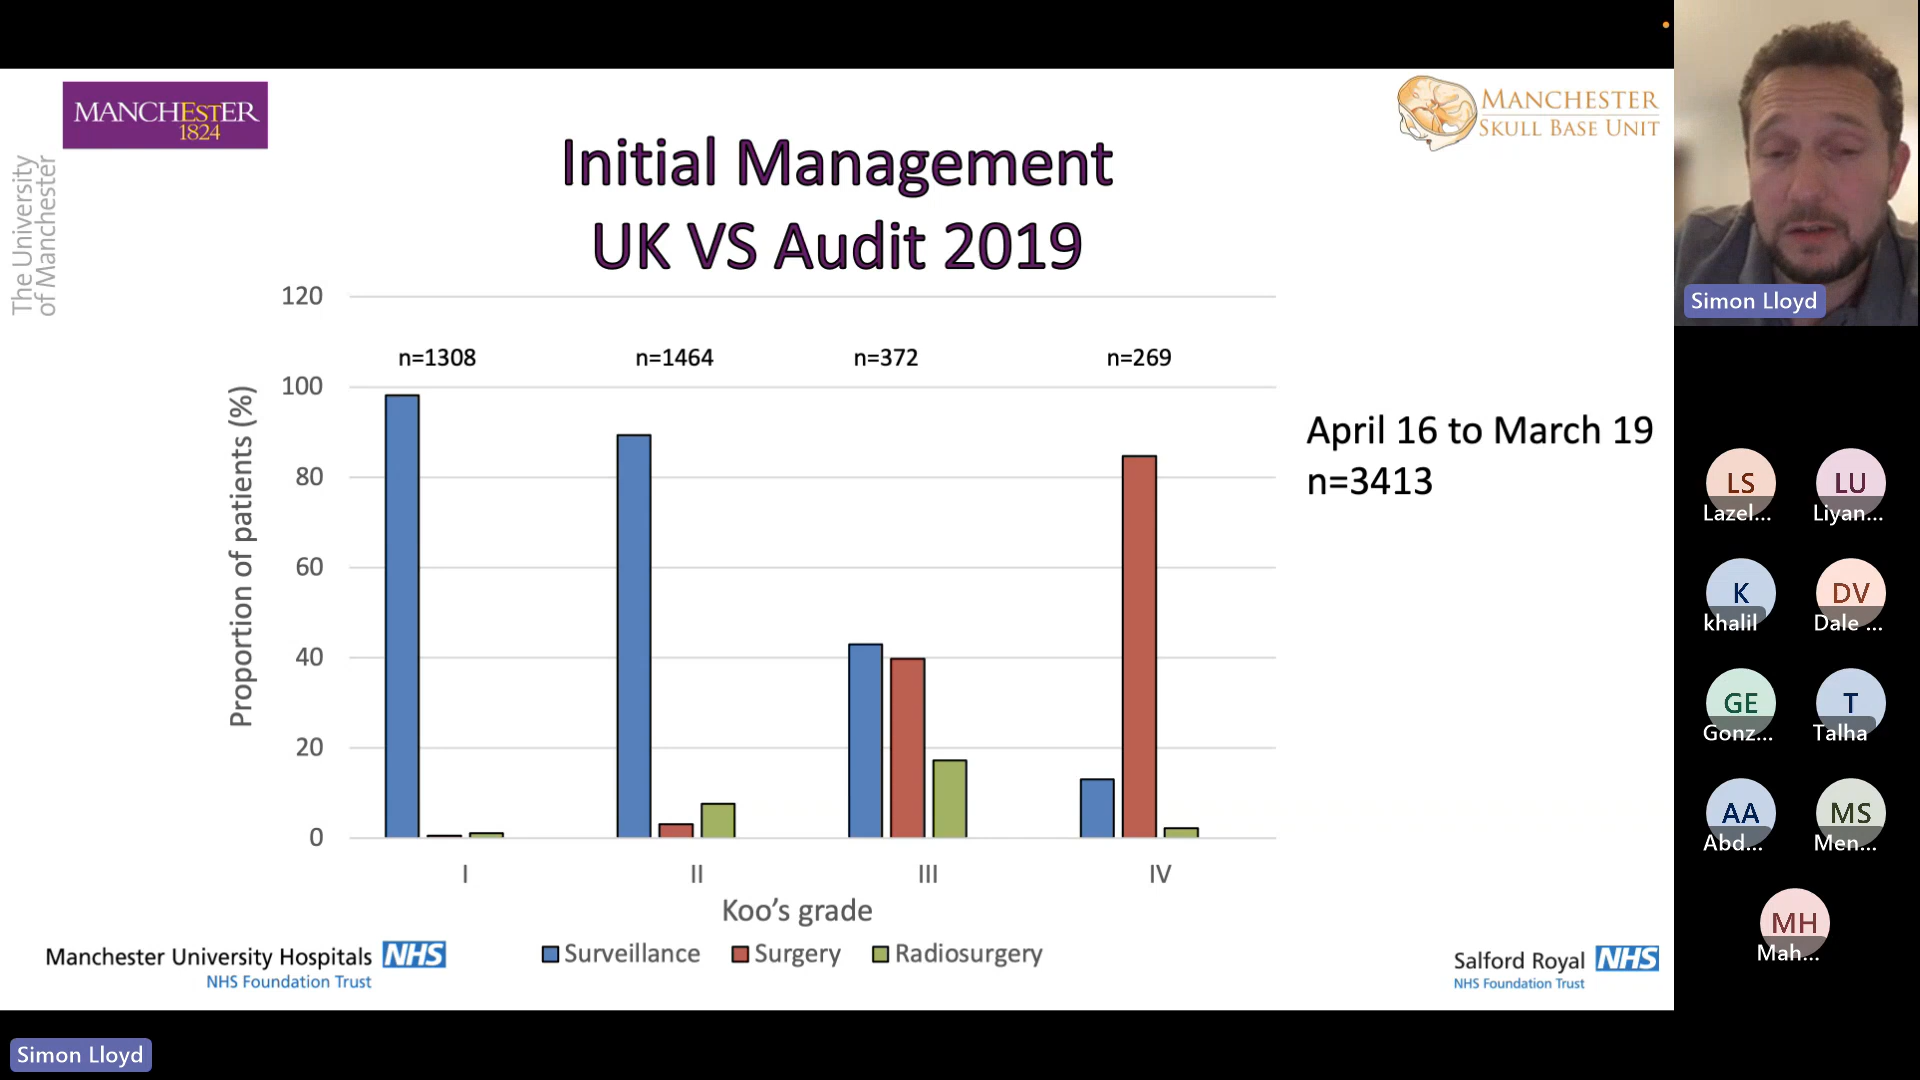 MANCHESTER
1824
The University
of Manchester
MANCHESTER
SKULL BASE UNIT
Initial Management
UK VS Audit 2019
120
100
80
60
40
20
0
Proportion of patients (%)
n=1308
n=1464
n=372
n=269
I
II
III
IV
Koo’s grade
Surveillance
Surgery
Radiosurgery
April 16 to March 19
n=3413
Manchester University Hospitals NHS
NHS Foundation Trust
Salford Royal NHS
NHS Foundation Trust
Simon Lloyd
LS
Lazel...
LU
Liyan...
K
khalil
DV
Dale ...
GE
Gonz...
T
Talha
AA
Abd...
MS
Men...
MH
Mah...
Simon Lloyd